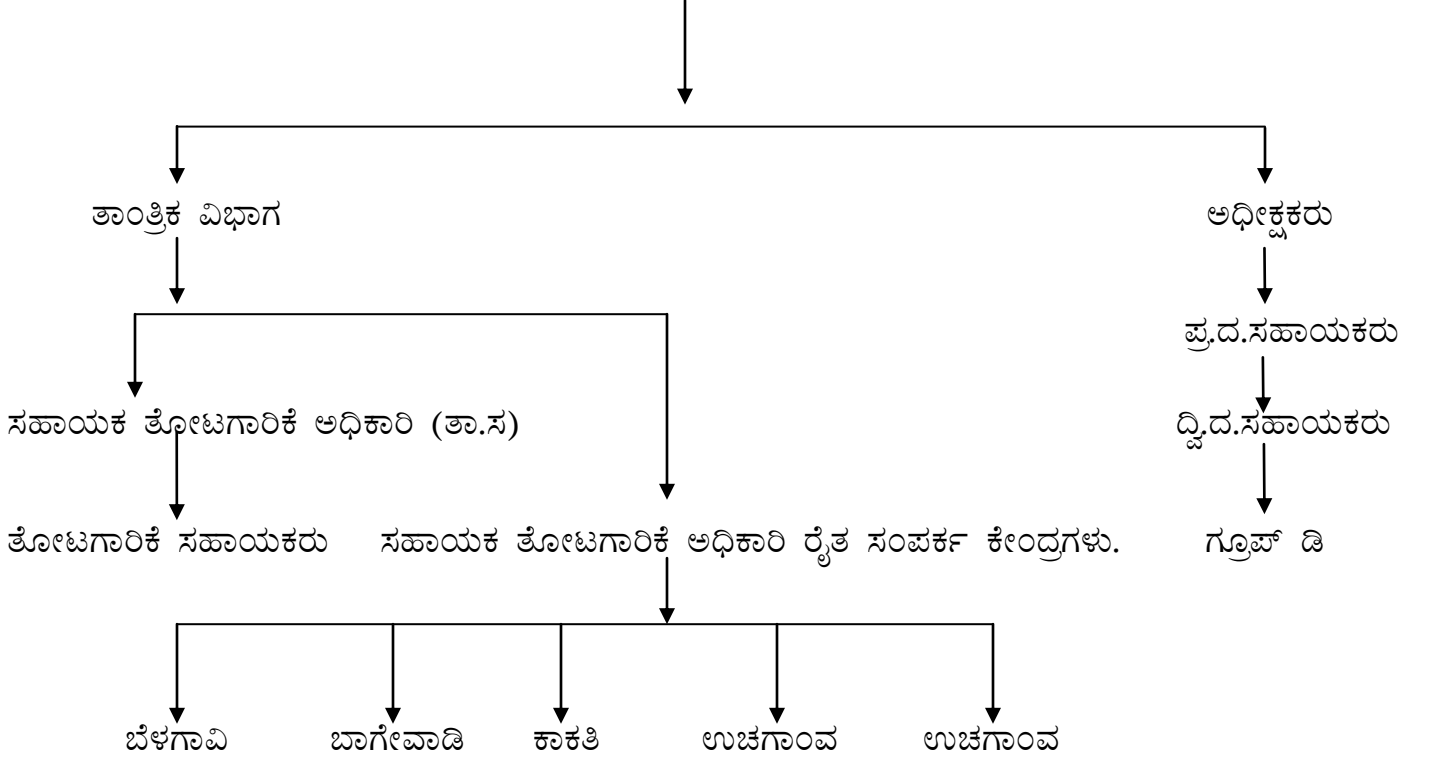 ತಾಂತ್ರಿಕ ವಿಭಾಗ
ಅಧೀಕ್ಷಕರು
ಪ್ರ.ದ.ಸಹಾಯಕರು
ಸಹಾಯಕ ತೋಟಗಾರಿಕೆ ಅಧಿಕಾರಿ (ತಾ.ಸ)
ದ್ವಿ.ದ.ಸಹಾಯಕರು
ತೋಟಗಾರಿಕೆ ಸಹಾಯಕರು
ಸಹಾಯಕ ತೋಟಗಾರಿಕೆ ಅಧಿಕಾರಿ ರೈತ ಸಂಪರ್ಕ ಕೇಂದ್ರಗಳು.
ಗ್ರೂಪ್ ಡಿ
ಬೆಳಗಾವಿ
ಬಾಗೇವಾಡಿ
ಕಾಕತಿ
ಉಚಗಾಂವ
ಉಚಗಾಂವ